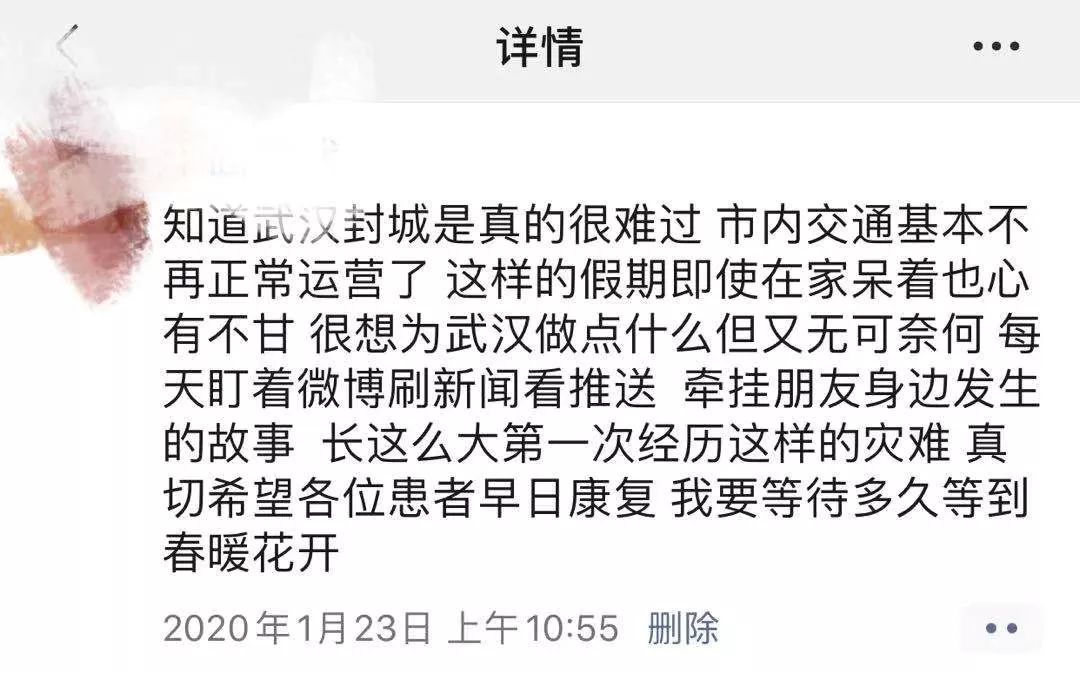 详情
知道武汉封城是真的很难过 市内交通基本不
再正常运营了 这样的假期即使在家呆着也心
有不甘 很想为武汉做点什么但又无可奈何 每
天盯着微博刷新闻看推送 牵挂朋友身边发生
的故事 长这么大第一次经历这样的灾难 真
切希望各位患者早日康复 我要等待多久等到
春暖花开
2020年1月23日 上午10:55 删除